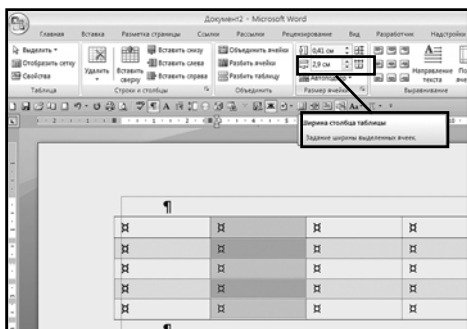 Документ2 - Microsoft Word
Главная Вставка Разметка страницы Ссылки Рассылки Рецензирование Вид Разработчик Надстройки
Выделить
Отобразить сетку
Свойства
Таблица
Удалить
Вставить сверху
Вставить снизу
Вставить слева
Вставить справа
Строки и столбцы
Объединить ячейки
Разбить ячейки
Разбить таблицу
Объединить
0,41 см
2,9 см
Автоподбор
Размер ячейки
Направление текста
Выравнивание
Ширина столбца таблицы
Задание ширины выделенных ячеек.
¶
¤ ¤ ¤ ¤
¤ ¤ ¤ ¤
¤ ¤ ¤ ¤
¤ ¤ ¤ ¤
¤ ¤ ¤ ¤
¶